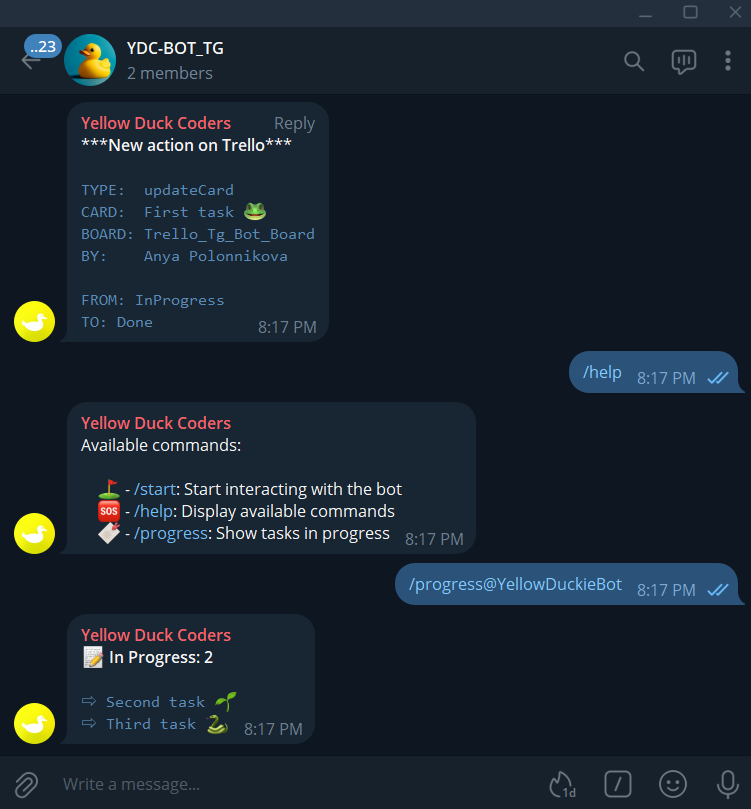 ..23
YDC-BOT_TG
2 members
Yellow Duck Coders Reply
***New action on Trello***
TYPE: updateCard
CARD: First task 🐸
BOARD: Trello_Tg_Bot_Board
BY: Anya Polonnikova
FROM: InProgress
TO: Done
8:17 PM
/help 8:17 PM
Yellow Duck Coders
Available commands:
⛳ - /start: Start interacting with the bot
🆘 - /help: Display available commands
🔖 - /progress: Show tasks in progress
8:17 PM
/progress@YellowDuckieBot 8:17 PM
Yellow Duck Coders
📝 In Progress: 2
⇨ Second task 🌱
⇨ Third task 🐍
8:17 PM
Write a message...
1d
/